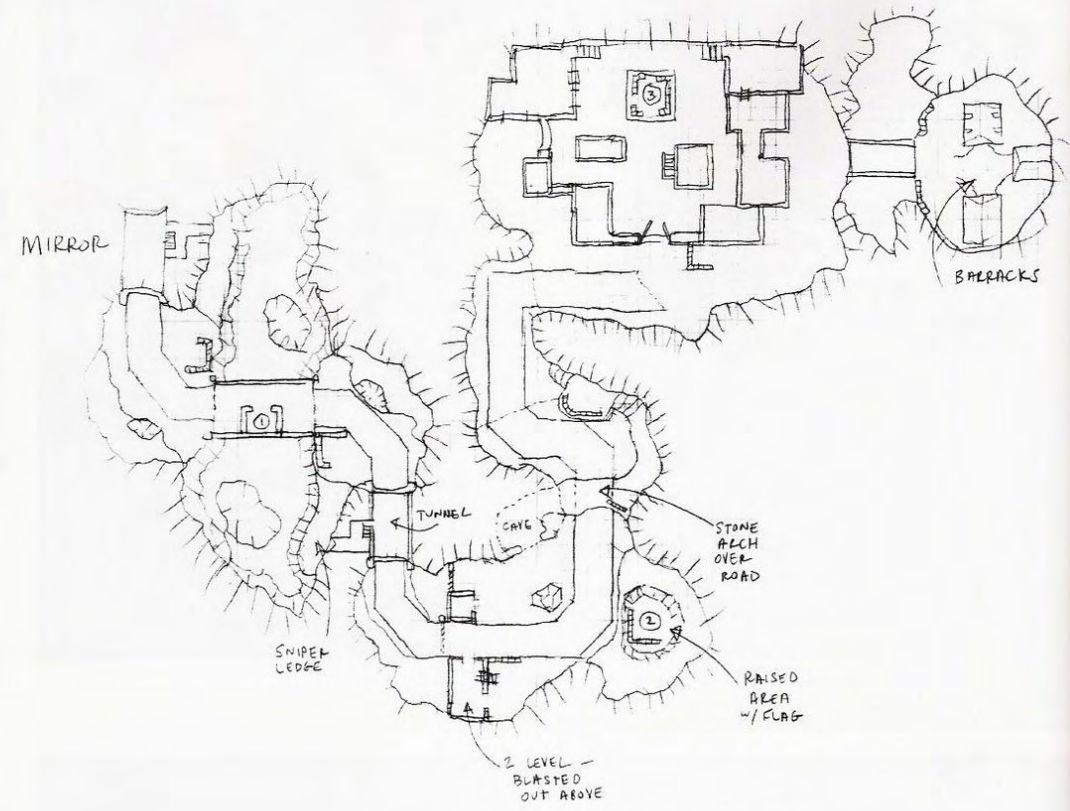 3
MIRROR
BARRACKS
1
TUNNEL
CAVE
STONE
ARCH
OVER
ROAD
2
SNIPER
LEDGE
RAISED
AREA
W/ FLAG
2 LEVEL -
BLASTED
OUT ABOVE